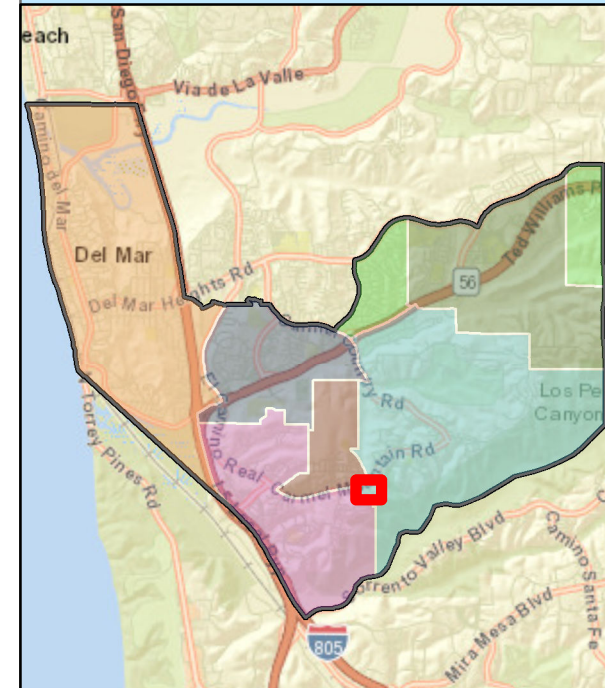 each
San Diego
Via de La Valle
Camino del Mar
Del Mar
Ted Williams P
56
Del Mar Heights Rd
Carmel Country Rd
Los Pe
Canyon
El Camino Real
Carmel Mountain Rd
N Torrey Pines Rd
Sorrento Valley Blvd
Camino Santa Fe
Mira Mesa Blvd
805